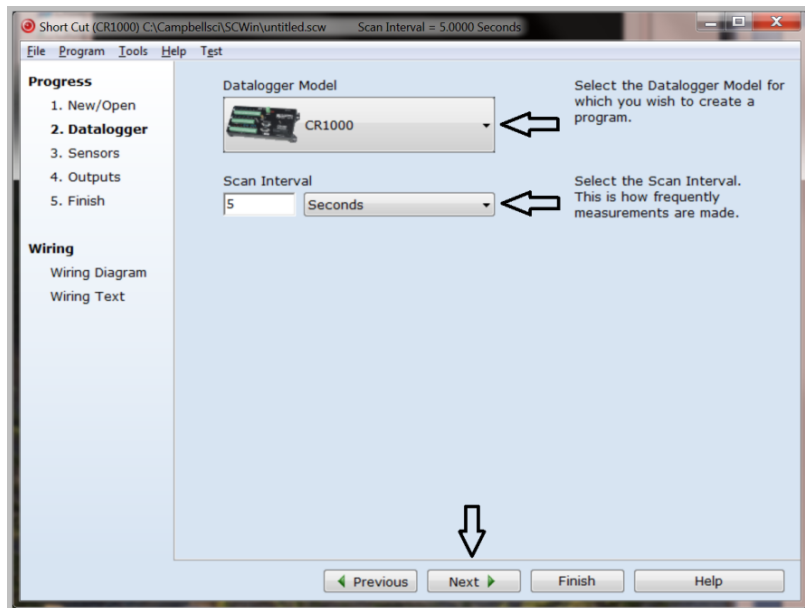 Short Cut (CR1000) C:\Campbellsci\SCWin\untitled.scw Scan Interval = 5.0000 Seconds
File Program Tools Help Test
Progress
1. New/Open
2. Datalogger
3. Sensors
4. Outputs
5. Finish
Wiring
Wiring Diagram
Wiring Text
Datalogger Model
CR1000
Select the Datalogger Model for
which you wish to create a
program.
Scan Interval
5 Seconds
Select the Scan Interval.
This is how frequently
measurements are made.
Previous Next Finish Help